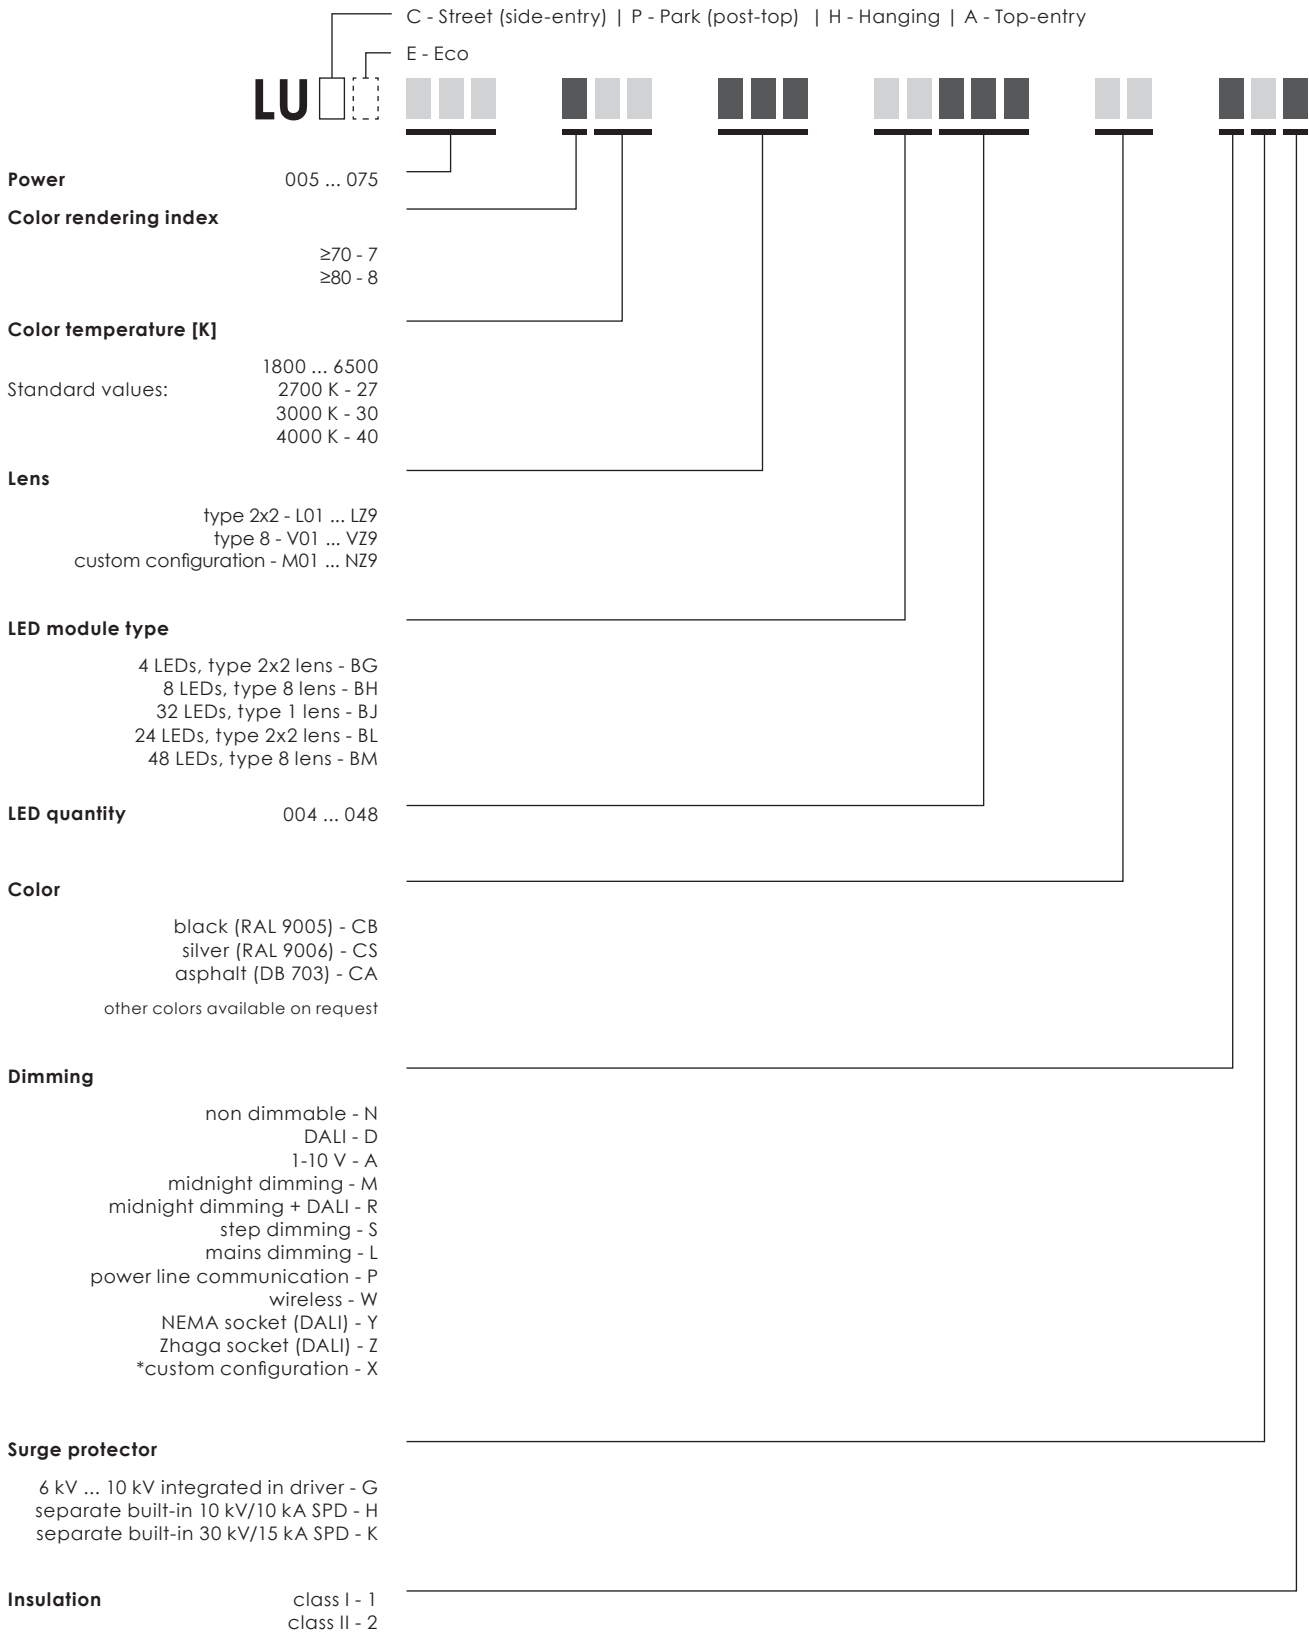 C - Street (side-entry) | P - Park (post-top) | H - Hanging | A - Top-entry
E - Eco
LU
Power 005 ... 075
Color rendering index
≥70 - 7
≥80 - 8
Color temperature [K]
1800 ... 6500
Standard values: 2700 K - 27
3000 K - 30
4000 K - 40
Lens
type 2x2 - L01 ... LZ9
type 8 - V01 ... VZ9
custom configuration - M01 ... NZ9
LED module type
4 LEDs, type 2x2 lens - BG
8 LEDs, type 8 lens - BH
32 LEDs, type 1 lens - BJ
24 LEDs, type 2x2 lens - BL
48 LEDs, type 8 lens - BM
LED quantity 004 ... 048
Color
black (RAL 9005) - CB
silver (RAL 9006) - CS
asphalt (DB 703) - CA
other colors available on request
Dimming
non dimmable - N
DALI - D
1-10 V - A
midnight dimming - M
midnight dimming + DALI - R
step dimming - S
mains dimming - L
power line communication - P
wireless - W
NEMA socket (DALI) - Y
Zhaga socket (DALI) - Z
*custom configuration - X
Surge protector
6 kV ... 10 kV integrated in driver - G
separate built-in 10 kV/10 kA SPD - H
separate built-in 30 kV/15 kA SPD - K
Insulation class I - 1
class II - 2